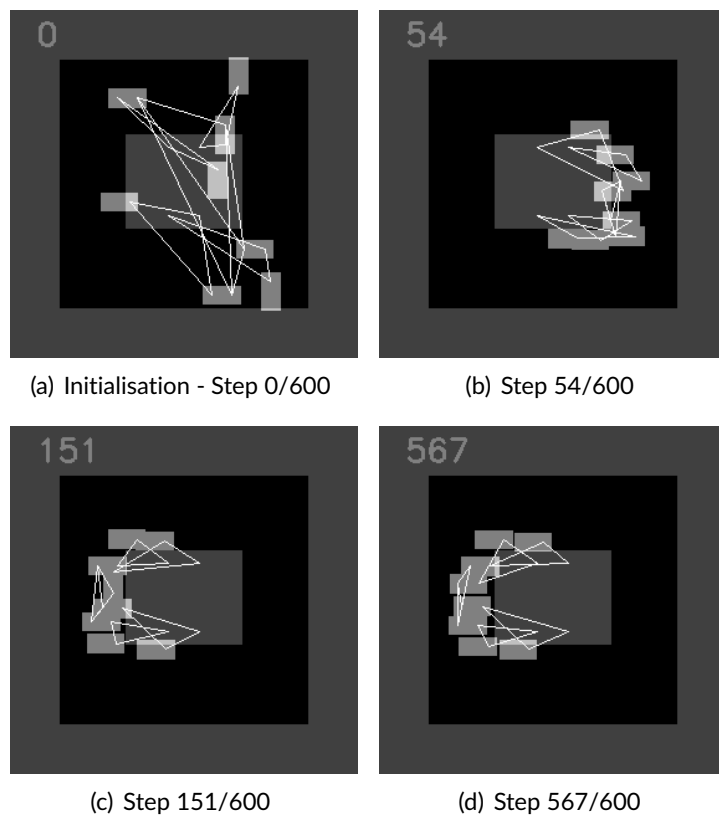 0
54
(a) Initialisation - Step 0/600
(b) Step 54/600
151
567
(c) Step 151/600
(d) Step 567/600